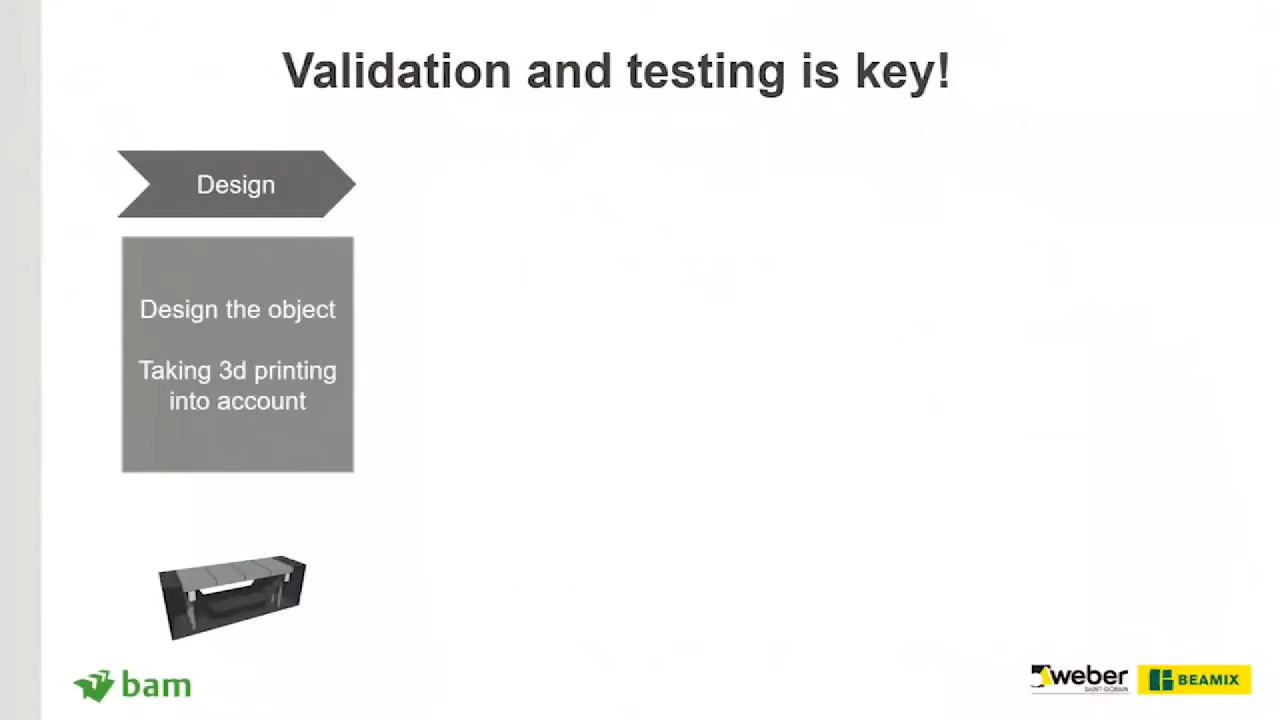 Validation and testing is key!
Design
Design the object
Taking 3d printing
into account
bam
weber
SAINT-GOBAIN
BEAMIX